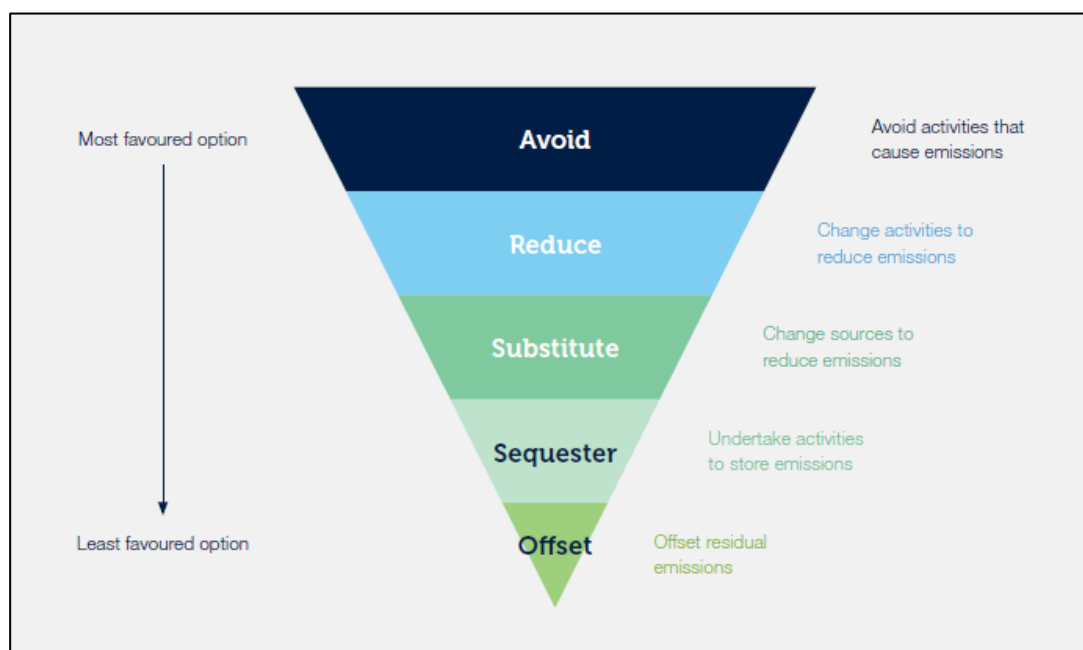 Most favoured option
Avoid
Avoid activities that
cause emissions
Reduce
Change activities to
reduce emissions
Substitute
Change sources to
reduce emissions
Sequester
Undertake activities
to store emissions
Least favoured option
Offset
Offset residual
emissions